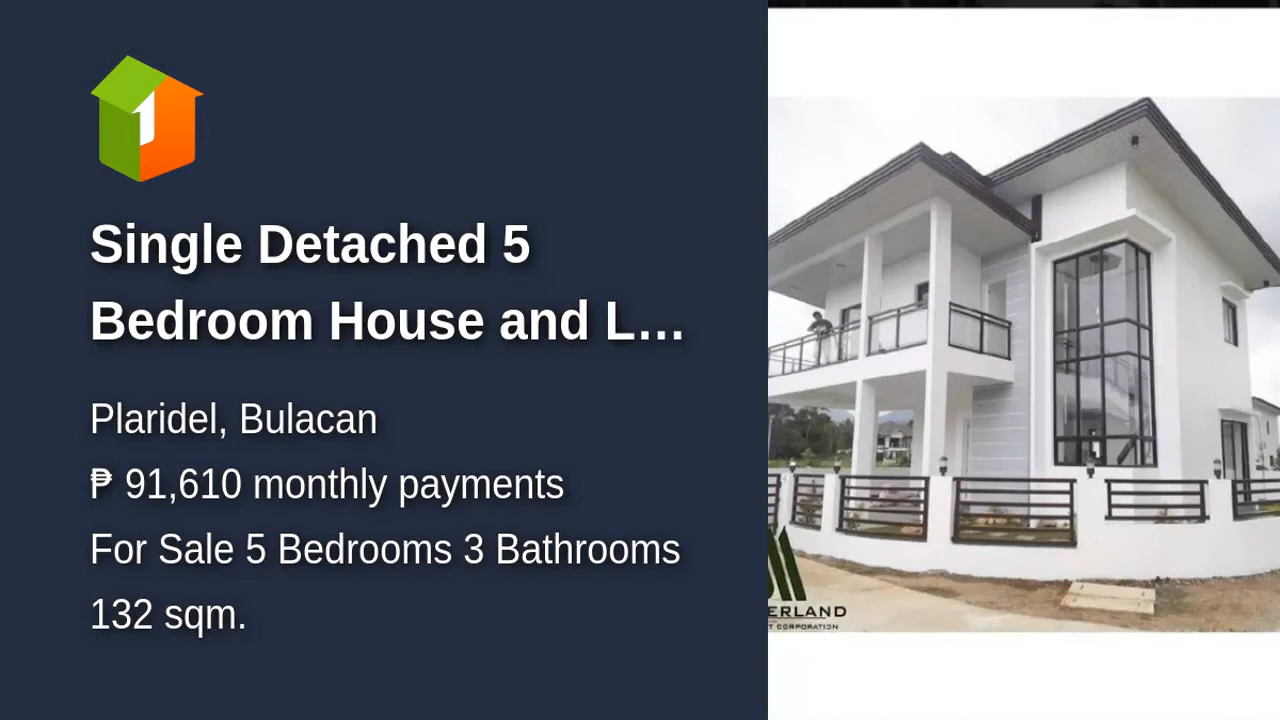 Single Detached 5
Bedroom House and L...
Plaridel, Bulacan
₱ 91,610 monthly payments
For Sale 5 Bedrooms 3 Bathrooms
132 sqm.
ERLAND
T CORPORATION